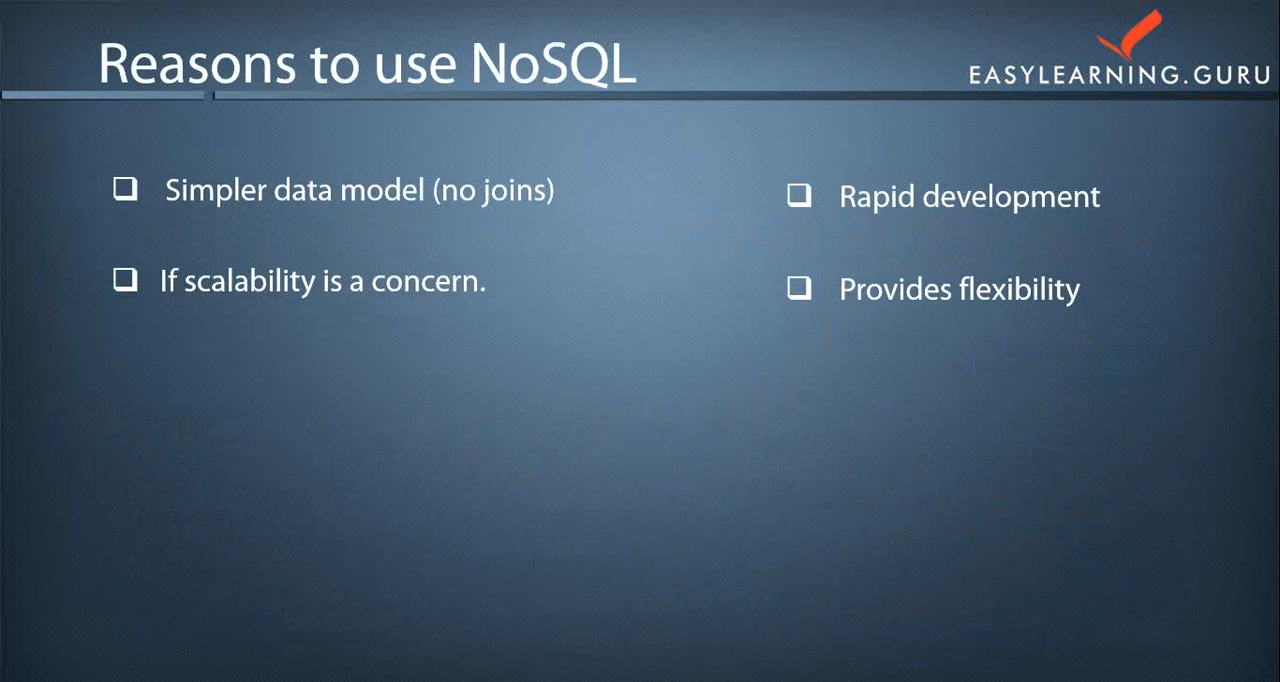 Reasons to use NoSQL
EASYLEARNING.GURU
Simpler data model (no joins)
If scalability is a concern.
Rapid development
Provides flexibility